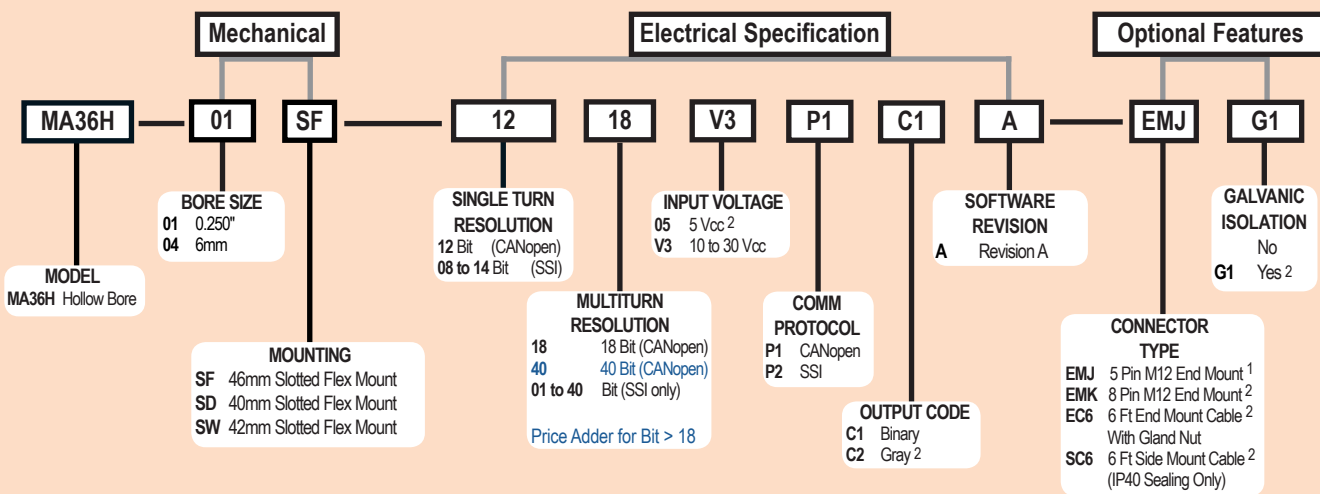 Mechanical
Electrical Specification
Optional Features
MA36H
01
SF
12
18
V3
P1
C1
A
EMJ
G1
MODEL
MA36H Hollow Bore
BORE SIZE
01 0.250"
04 6mm
MOUNTING
SF 46mm Slotted Flex Mount
SD 40mm Slotted Flex Mount
SW 42mm Slotted Flex Mount
SINGLE TURN
RESOLUTION
12 Bit (CANopen)
08 to 14 Bit (SSI)
MULTITURN
RESOLUTION
18 18 Bit (CANopen)
40 40 Bit (CANopen)
01 to 40 Bit (SSI only)
Price Adder for Bit > 18
INPUT VOLTAGE
05 5 Vcc 2
V3 10 to 30 Vcc
COMM
PROTOCOL
P1 CANopen
P2 SSI
OUTPUT CODE
C1 Binary
C2 Gray 2
SOFTWARE
REVISION
A Revision A
CONNECTOR
TYPE
EMJ 5 Pin M12 End Mount 1
EMK 8 Pin M12 End Mount 2
EC6 6 Ft End Mount Cable 2
With Gland Nut
SC6 6 Ft Side Mount Cable 2
(IP40 Sealing Only)
GALVANIC
ISOLATION
No
G1 Yes 2